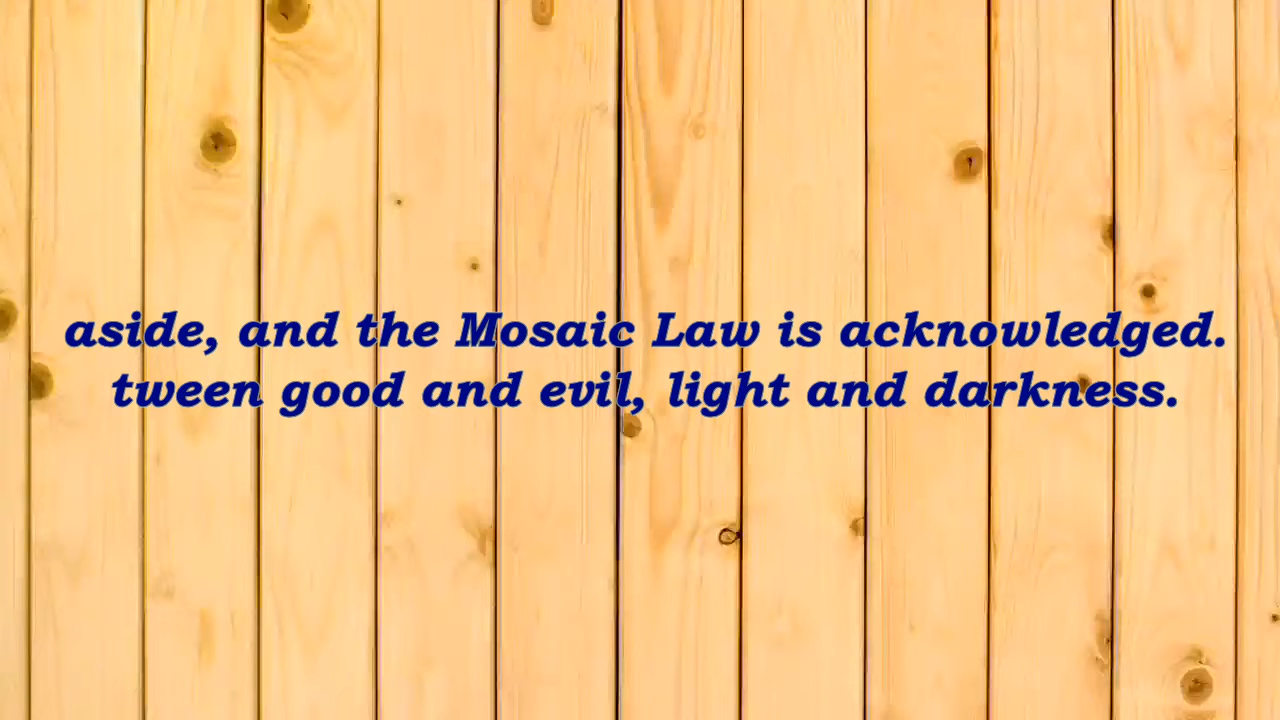 aside, and the Mosaic Law is acknowledged.
tween good and evil, light and darkness.